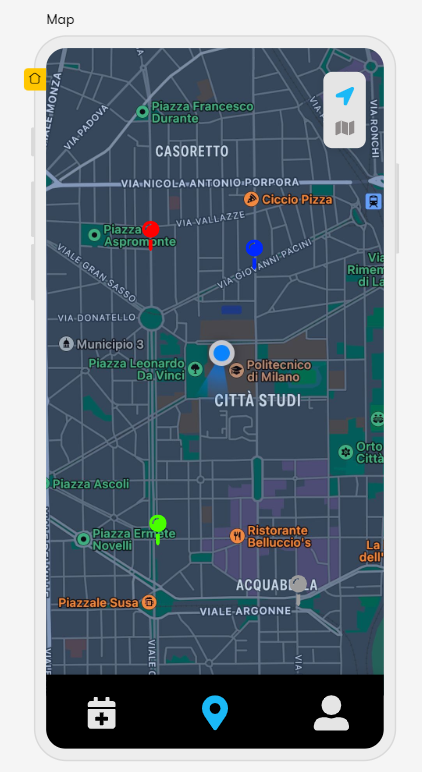 Map
VIALE MONZA
VIA PADOVA
Piazza Francesco
Durante
VIA RONCHI
CASORETTO
VIA NICOLA ANTONIO PORPORA
Ciccio Pizza
VIA VALLAZZE
Piazza
Aspromonte
VIA GIOVANNI PACINI
VIALE GRAN SASSO
Via
Rimem
di La
VIA DONATELLO
Municipio 3
Piazza Leonardo
Da Vinci
Politecnico
di Milano
CITTÀ STUDI
Orto
Città
Piazza Ascoli
Piazza Ermete
Novelli
Ristorante
Belluccio's
La
dell'
ACQUAB LLA
Piazzale Susa
VIALE ARGONNE